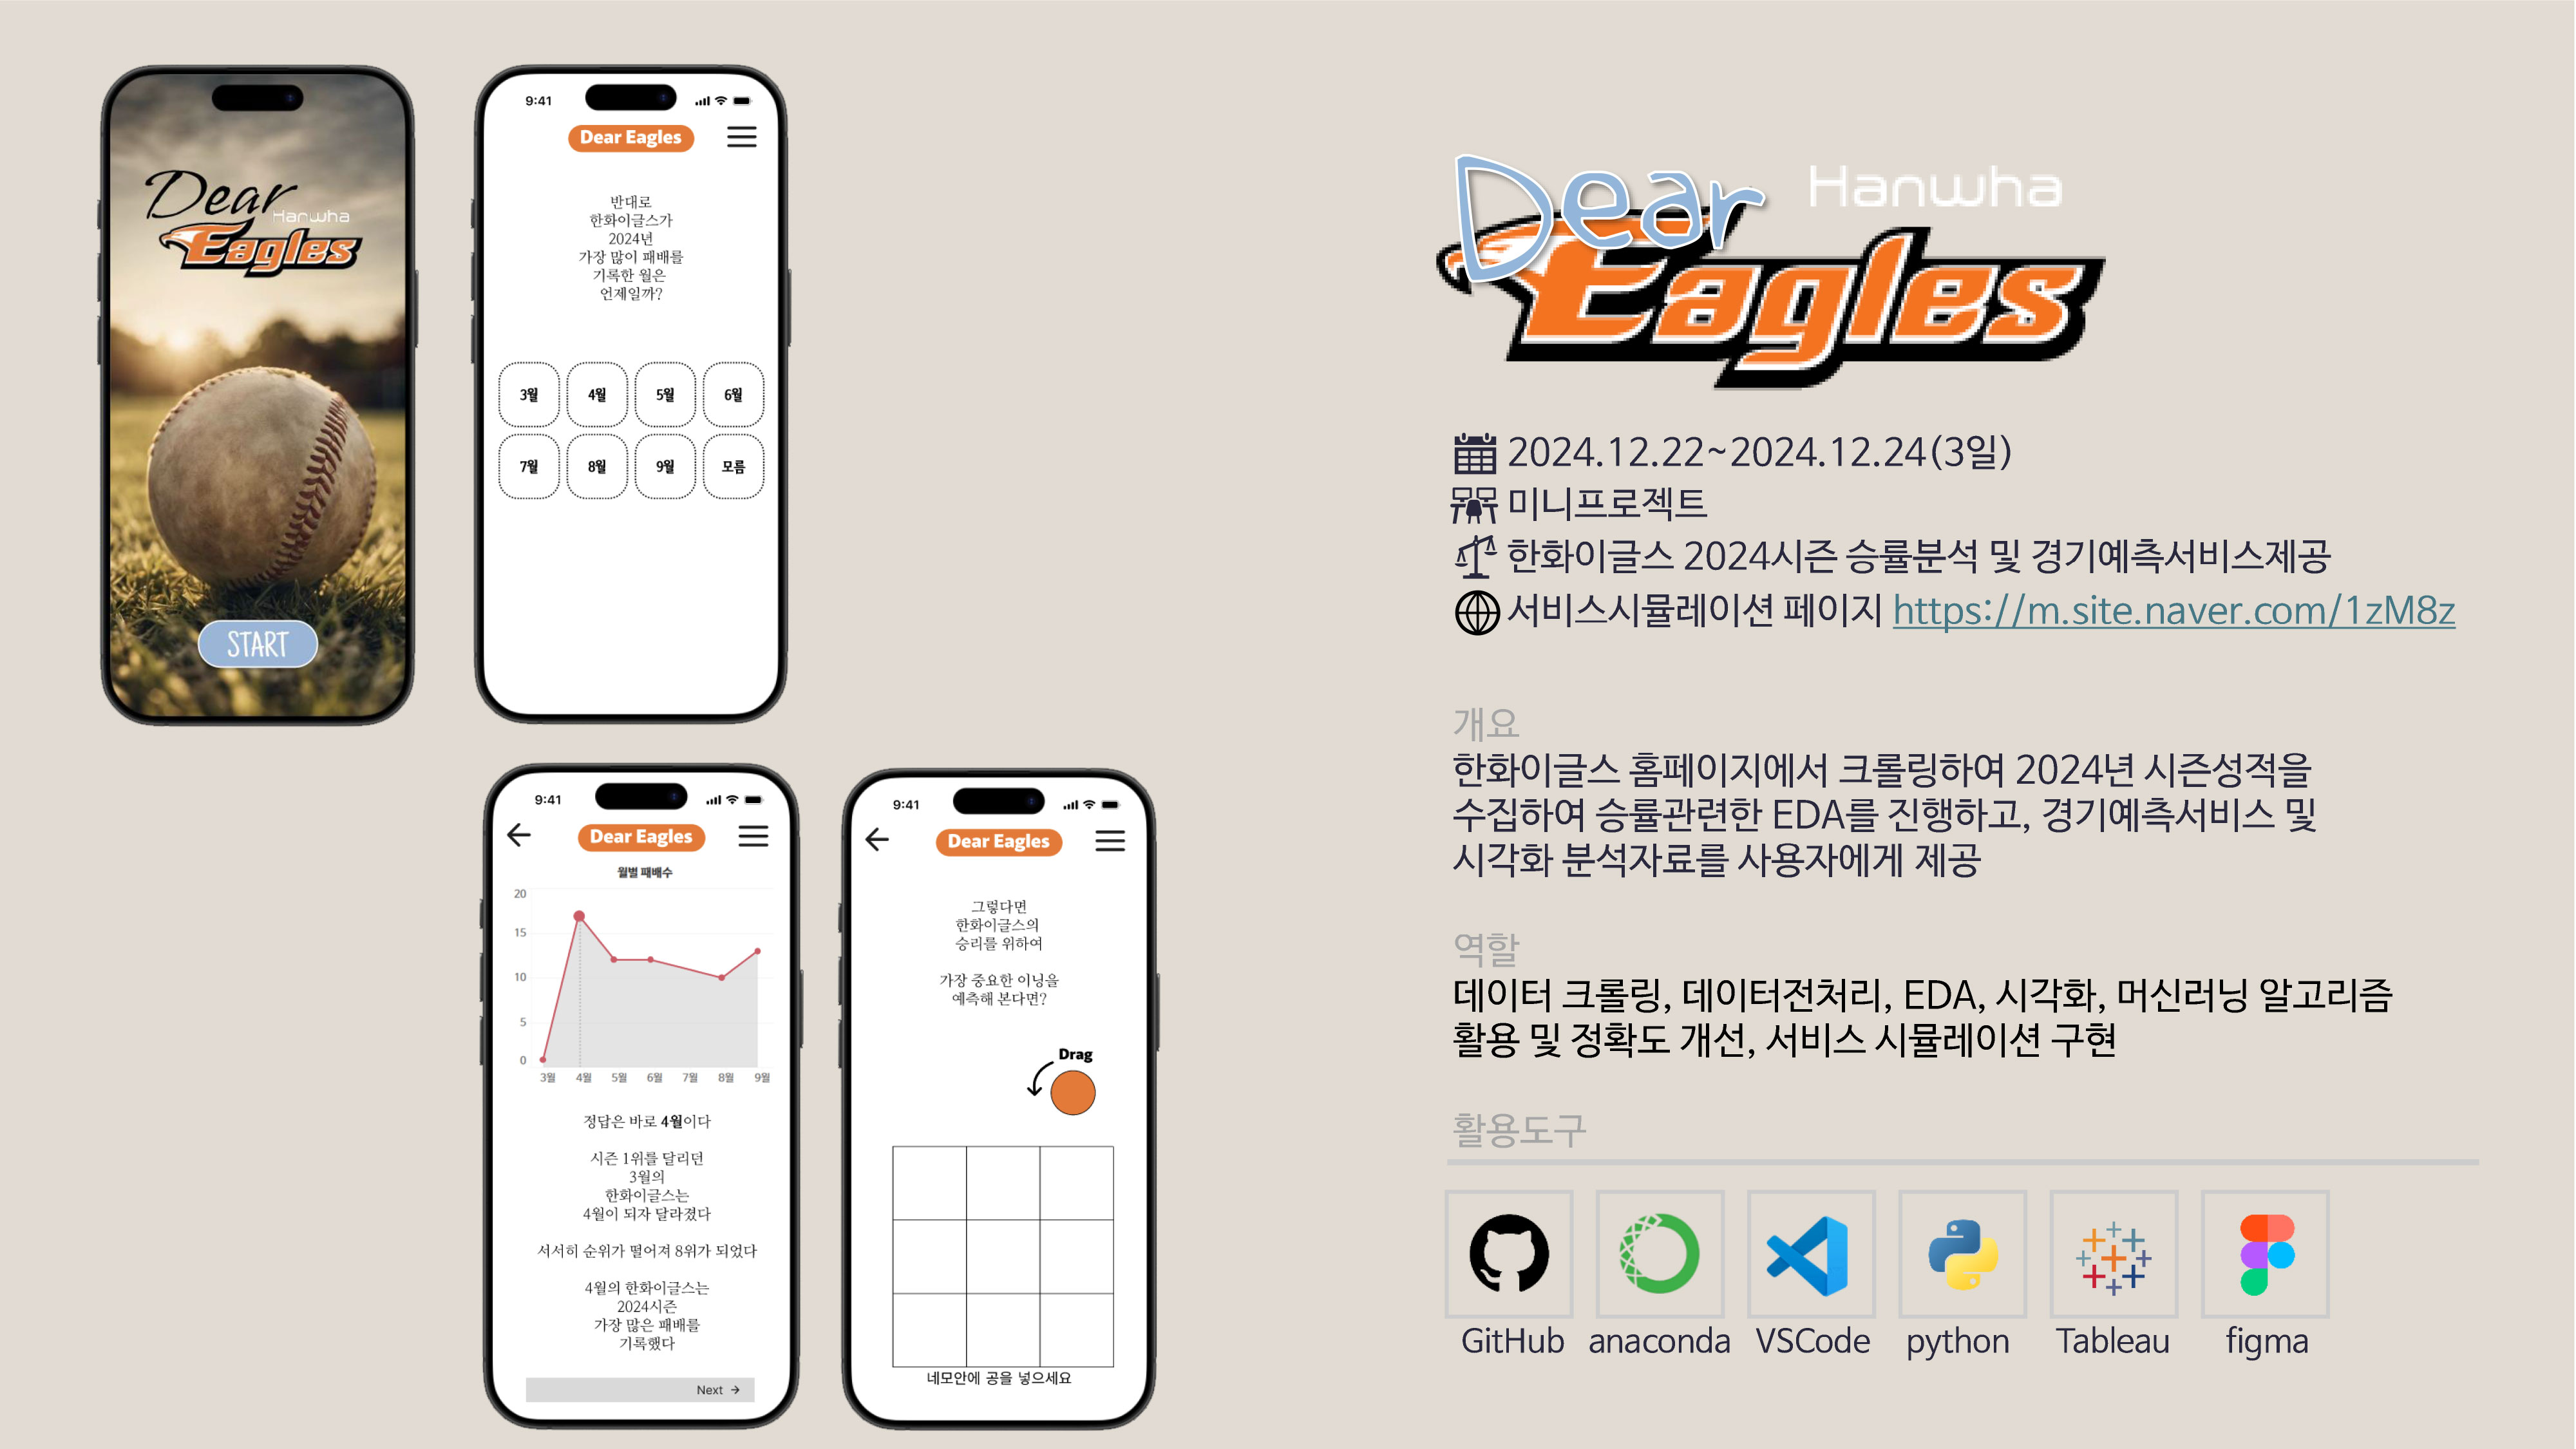 Dear
Hanwha
Eagles
START
9:41
Dear Eagles
반대로
한화이글스가
2024년
가장 많이 패배를
기록한 월은
언제일까?
3월 4월 5월 6월
7월 8월 9월 모름
9:41
Dear Eagles
월별 패배수
20
15
10
5
0
3월 4월 5월 6월 7월 8월 9월
정답은 바로 4월이다
시즌 1위를 달리던
3월의
한화이글스는
4월이 되자 달라졌다
서서히 순위가 떨어져 8위가 되었다
4월의 한화이글스는
2024시즌
가장 많은 패배를
기록했다
Next →
9:41
Dear Eagles
그렇다면
한화이글스의
승리를 위하여
가장 중요한 이닝을
예측해 본다면?
Drag
네모안에 공을 넣으세요
Dear Hanwha
Eagles
2024.12.22~2024.12.24(3일)
미니프로젝트
한화이글스 2024시즌 승률분석 및 경기예측서비스제공
서비스시뮬레이션 페이지 https://m.site.naver.com/1zM8z
개요
한화이글스 홈페이지에서 크롤링하여 2024년 시즌성적을
수집하여 승률관련한 EDA를 진행하고, 경기예측서비스 및
시각화 분석자료를 사용자에게 제공
역할
데이터 크롤링, 데이터전처리, EDA, 시각화, 머신러닝 알고리즘
활용 및 정확도 개선, 서비스 시뮬레이션 구현
활용도구
GitHub anaconda VSCode python Tableau figma